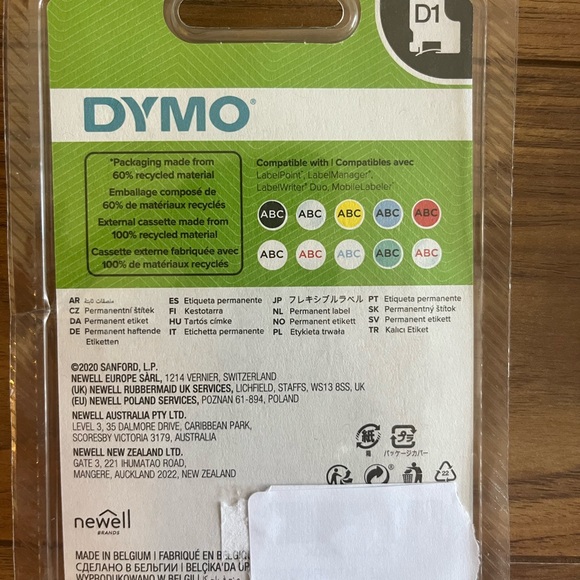 D1
DYMO®
*Packaging made from
60% recycled material
Emballage composé de
60% de matériaux recyclés
External cassette made from
100% recycled material
Cassette externe fabriquée avec
100% de matériaux recyclés
Compatible with | Compatibles avec
LabelPoint, LabelManager,
LabelWriter Duo, MobileLabeler
ABC ABC ABC ABC ABC
ABC ABC ABC ABC ABC
AR ملصقات ثابتة
CZ Permanentní štítek
DA Permanent etiket
DE Permanent haftende
Etiketten
ES Etiqueta permanente
FI Kestotarra
HU Tartós címke
IT Etichetta permanente
JP フレキシブルラベル
NL Permanent label
NO Permanent etikett
PL Etykieta trwała
PT Etiqueta permanente
SK Permanentný štítok
SV Permanent etikett
TR Kalıcı Etiket
©2020 SANFORD, L.P.
NEWELL EUROPE SÀRL, 1214 VERNIER, SWITZERLAND
(UK) NEWELL RUBBERMAID UK SERVICES, LICHFIELD, STAFFS, WS13 8SS, UK
(EU) NEWELL POLAND SERVICES, POZNAN 61-894, POLAND
NEWELL AUSTRALIA PTY LTD.
LEVEL 3, 35 DALMORE DRIVE, CARIBBEAN PARK,
SCORESBY VICTORIA 3179, AUSTRALIA
NEWELL NEW ZEALAND LTD.
GATE 3, 221 IHUMATAO ROAD,
MANGERE, AUCKLAND 2022, NEW ZEALAND
紙 プラ
箱 パッケージカバー
22
newell
BRANDS
MADE IN BELGIUM | FABRIQUÉ EN
СДЕЛАНО В БЕЛЬГИИ | BELÇİKA'DA
WYPRODUKOWANO W BELGII